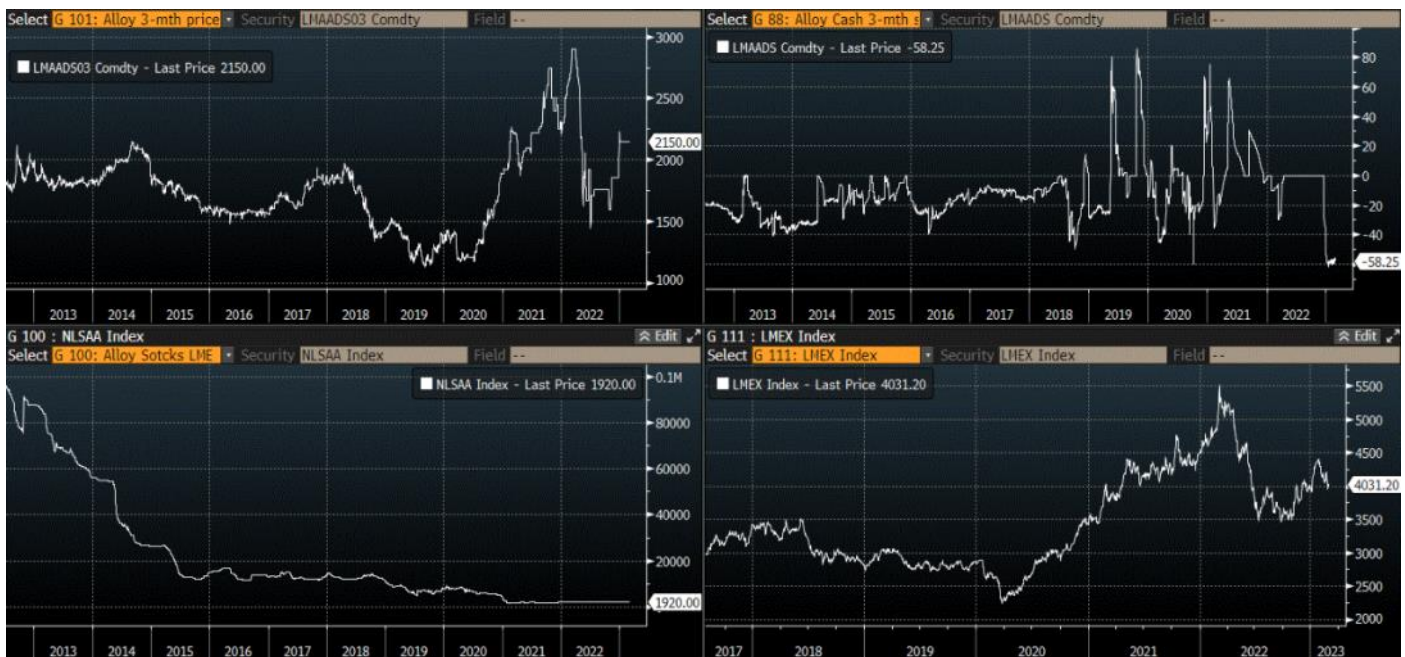 Select G 101: Alloy 3-mth price Security LMAADS03 Comdty Field --
LMAADS03 Comdty - Last Price 2150.00
3000
2500
2150.00
2000
1500
1000
2013 2014 2015 2016 2017 2018 2019 2020 2021 2022
Select G 88: Alloy Cash 3-mth s Security LMAADS Comdty Field --
LMAADS Comdty - Last Price -58.25
80
60
40
20
0
-20
-40
-58.25
2013 2014 2015 2016 2017 2018 2019 2020 2021 2022
G 100 : NLSAA Index Edit
Select G 100: Alloy Sotcks LME Security NLSAA Index Field --
NLSAA Index - Last Price 1920.00
0.1M
80000
60000
40000
20000
1920.00
2013 2014 2015 2016 2017 2018 2019 2020 2021 2022
G 111 : LMEX Index Edit
Select G 111: LMEX Index Security LMEX Index Field --
LMEX Index - Last Price 4031.20
5500
5000
4500
4031.20
3500
3000
2500
2000
2017 2018 2019 2020 2021 2022 2023